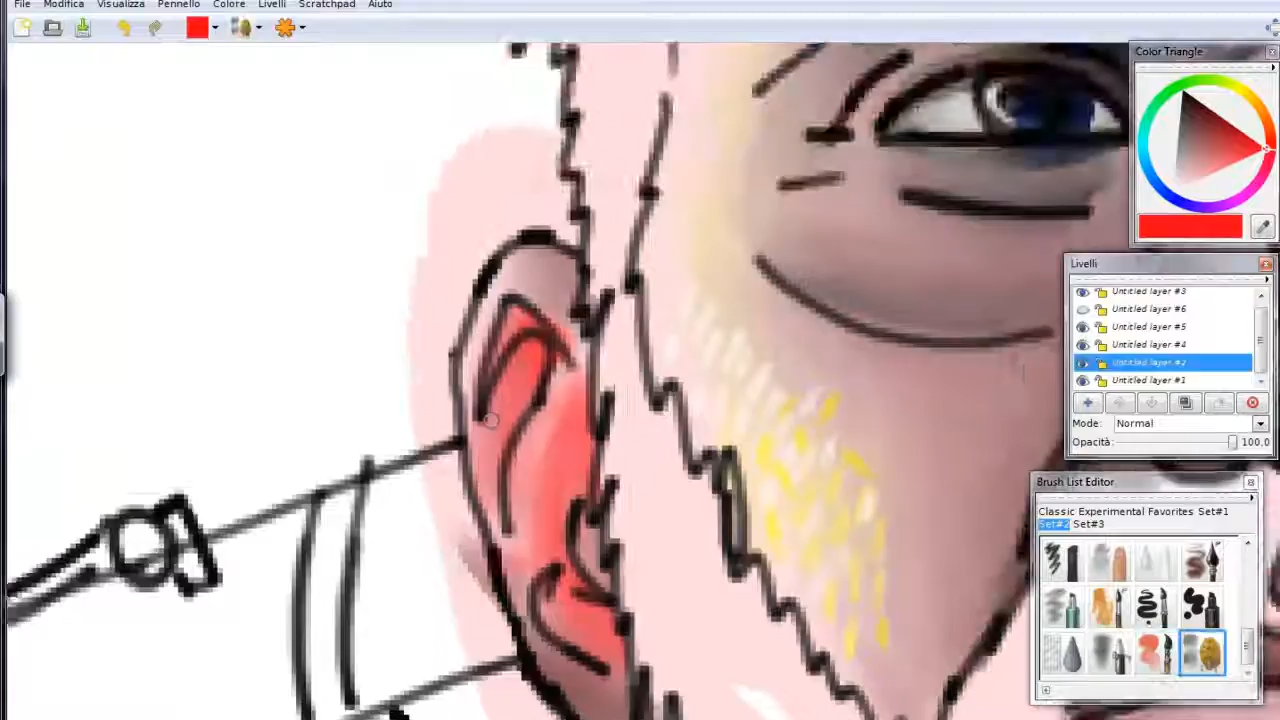 File Modifica Visualizza Pennello Colore Livelli Scratchpad Aiuto
Color Triangle
Livelli
Untitled layer #3
Untitled layer #6
Untitled layer #5
Untitled layer #4
Untitled layer #2
Untitled layer #1
Mode: Normal
Opacità: 100,0
Brush List Editor
Classic Experimental Favorites Set#1
Set#2 Set#3